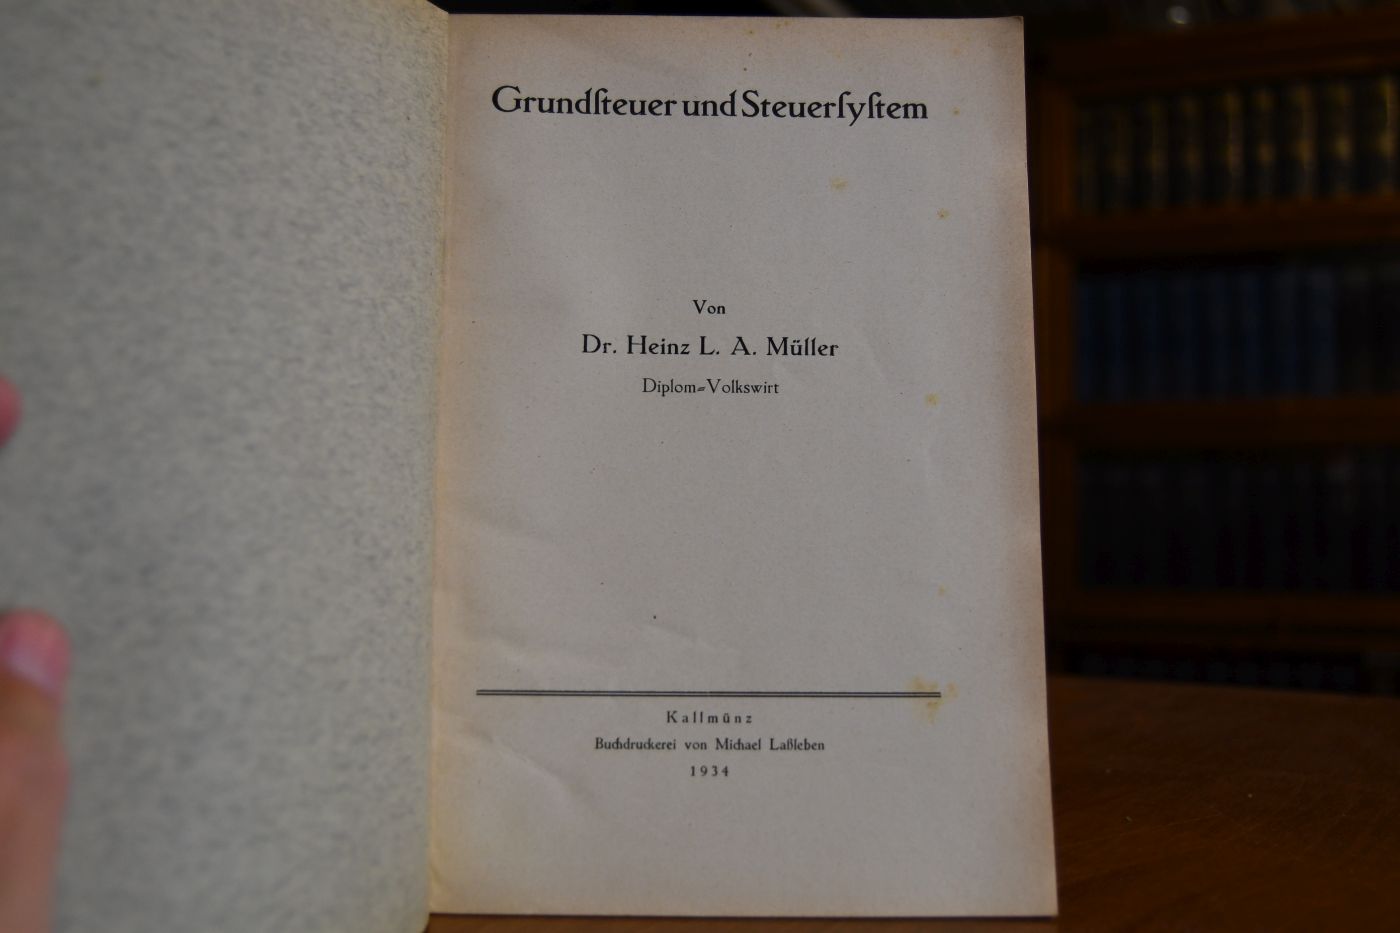 Grundſteuer und Steuerſyſtem
Von
Dr. Heinz L. A. Müller
Diplom=Volkswirt
Kallmünz
Buchdruckerei von Michael Laßleben
1934